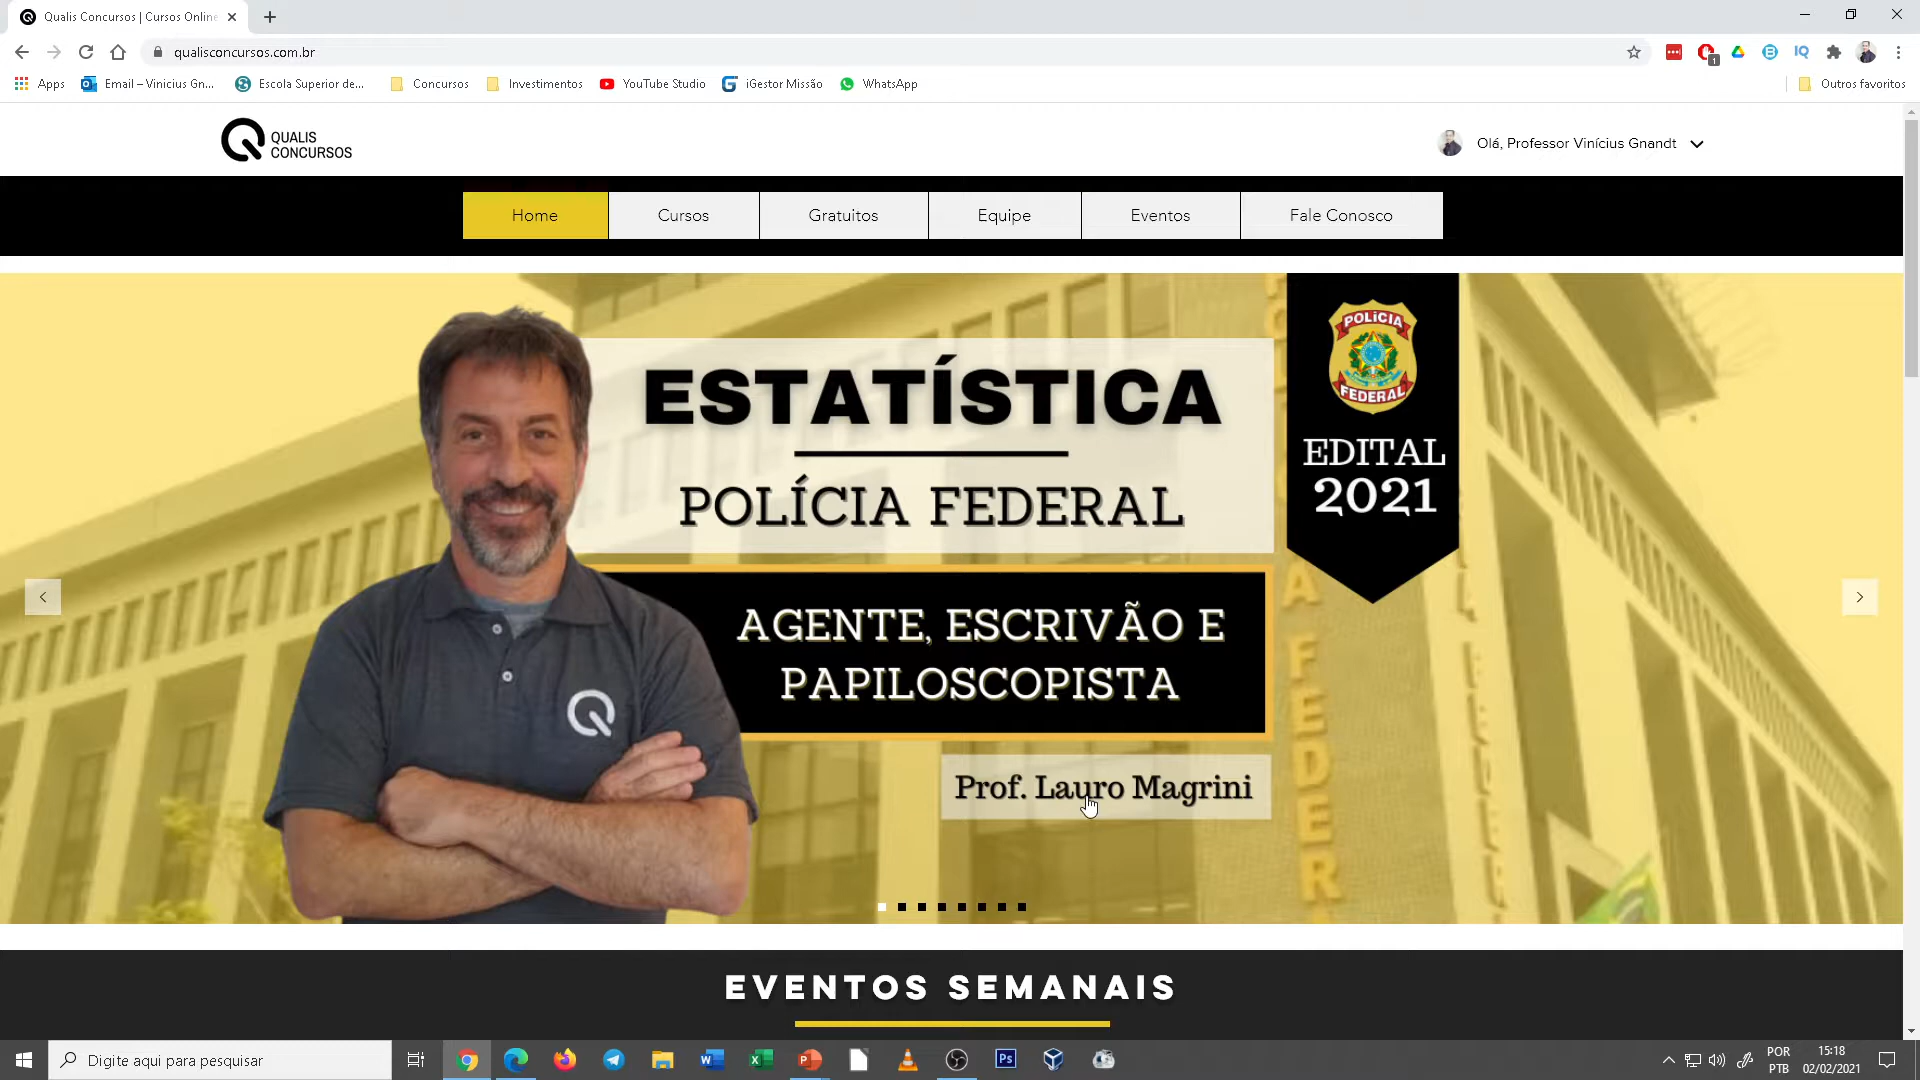 Qualis Concursos | Cursos Online
qualisconcursos.com.br
1
Apps
Email – Vinicius Gn...
Escola Superior de...
Concursos
Investimentos
YouTube Studio
iGestor Missão
WhatsApp
Outros favoritos
QUALIS
CONCURSOS
Olá, Professor Vinícius Gnandt
Home
Cursos
Gratuitos
Equipe
Eventos
Fale Conosco
ESTATÍSTICA
POLÍCIA FEDERAL
POLÍCIA
FEDERAL
EDITAL
2021
AGENTE, ESCRIVÃO E
PAPILOSCOPISTA
Prof. Lauro Magrini
EVENTOS SEMANAIS
Digite aqui para pesquisar
POR
PTB
15:18
02/02/2021